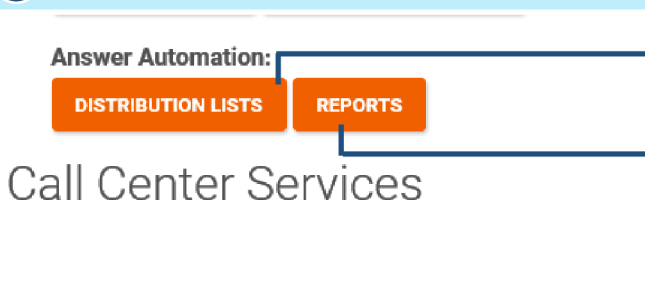 Answer Automation:
DISTRIBUTION LISTS REPORTS
Call Center Services